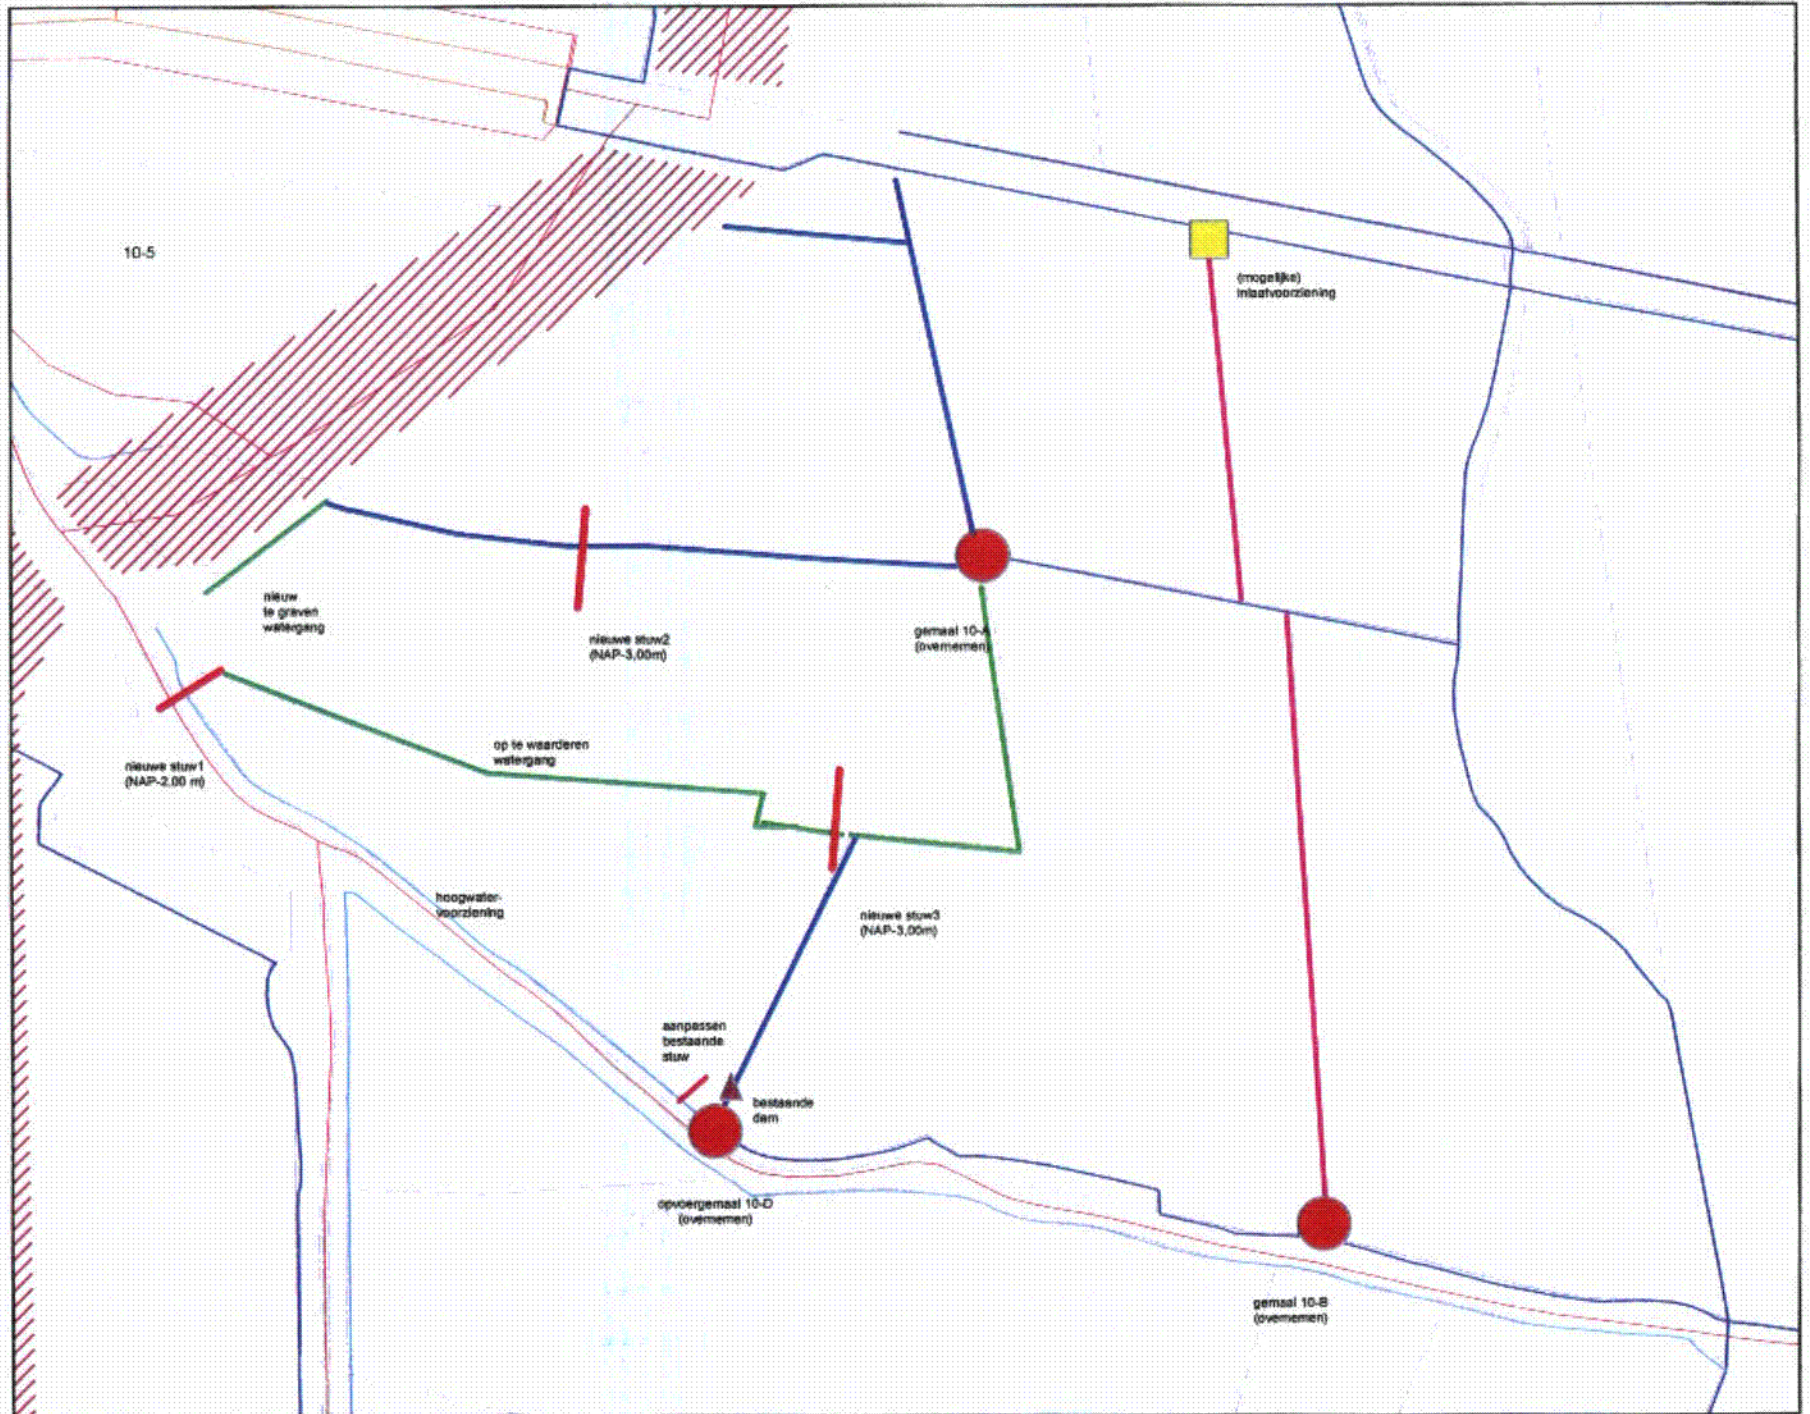 10-5
(mogelijke)
inlaatvoorziening
nieuw
te graven
watergang
nieuwe stuw2
(NAP-3,00m)
gemaal 10-A
(overnemen)
op te waarderen
watergang
nieuwe stuw1
(NAP-2,00 m)
hoogwater-
voorziening
nieuwe stuw3
(NAP-3,00m)
aanpassen
bestaande
stuw
bestaande
dam
opvoergemaal 10-D
(overnemen)
gemaal 10-B
(overnemen)